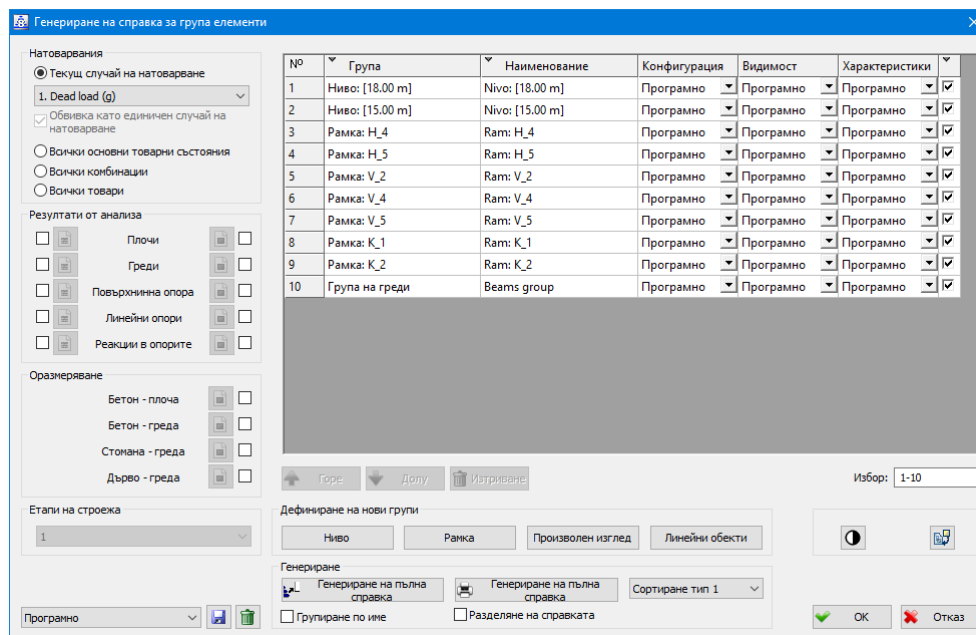 Генериране на справка за група елементи
Натоварвания
Текущ случай на натоварване
1. Dead load (g)
Обвивка като единичен случай на
натоварване
Всички основни товарни състояния
Всички комбинации
Всички товари
Резултати от анализа
Плочи
Греди
Повърхнинна опора
Линейни опори
Реакции в опорите
Оразмеряване
Бетон - плоча
Бетон - греда
Стомана - греда
Дърво - греда
Етапи на строежа
1
Програмно
Nº Група Наименование Конфигурация Видимост Характеристики
1 Ниво: [18.00 m] Nivo: [18.00 m] Програмно Програмно Програмно
2 Ниво: [15.00 m] Nivo: [15.00 m] Програмно Програмно Програмно
3 Рамка: H_4 Ram: H_4 Програмно Програмно Програмно
4 Рамка: H_5 Ram: H_5 Програмно Програмно Програмно
5 Рамка: V_2 Ram: V_2 Програмно Програмно Програмно
6 Рамка: V_4 Ram: V_4 Програмно Програмно Програмно
7 Рамка: V_5 Ram: V_5 Програмно Програмно Програмно
8 Рамка: K_1 Ram: K_1 Програмно Програмно Програмно
9 Рамка: K_2 Ram: K_2 Програмно Програмно Програмно
10 Група на греди Beams group Програмно Програмно Програмно
Горе Долу Изтриване Избор: 1-10
Дефиниране на нови групи
Ниво Рамка Произволен изглед Линейни обекти
Генериране
Генериране на пълна
справка
Генериране на пълна
справка
Сортиране тип 1
Групиране по име Разделяне на справката
OK Отказ